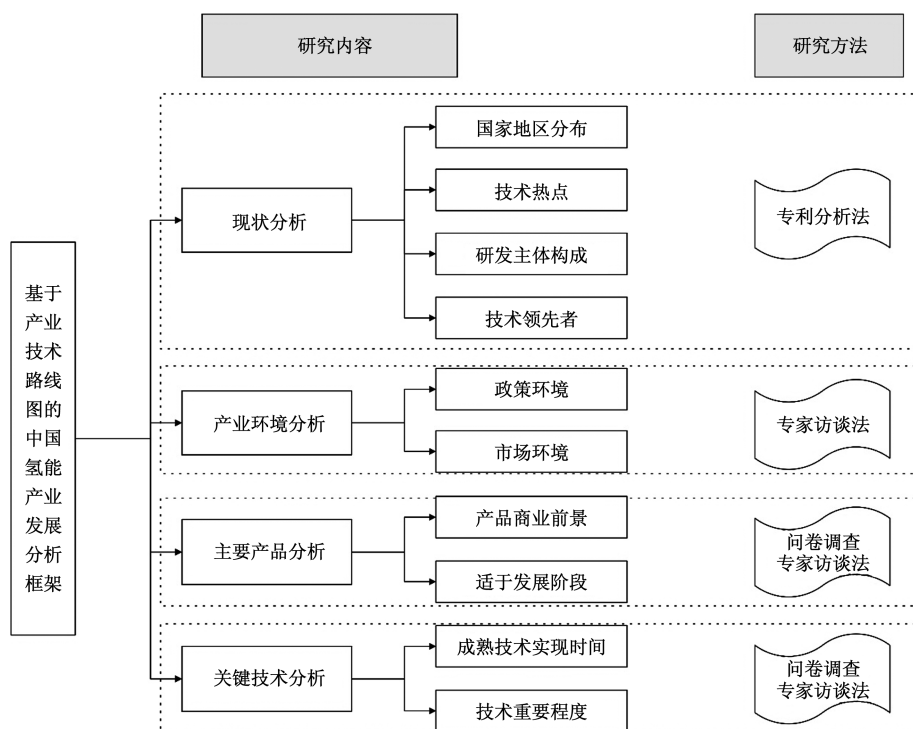 研究内容
研究方法
基于
产业
技术
路线
图的
中国
氢能
产业
发展
分析
框架
现状分析
国家地区分布
技术热点
研发主体构成
技术领先者
专利分析法
产业环境分析
政策环境
市场环境
专家访谈法
主要产品分析
产品商业前景
适于发展阶段
问卷调查
专家访谈法
关键技术分析
成熟技术实现时间
技术重要程度
问卷调查
专家访谈法